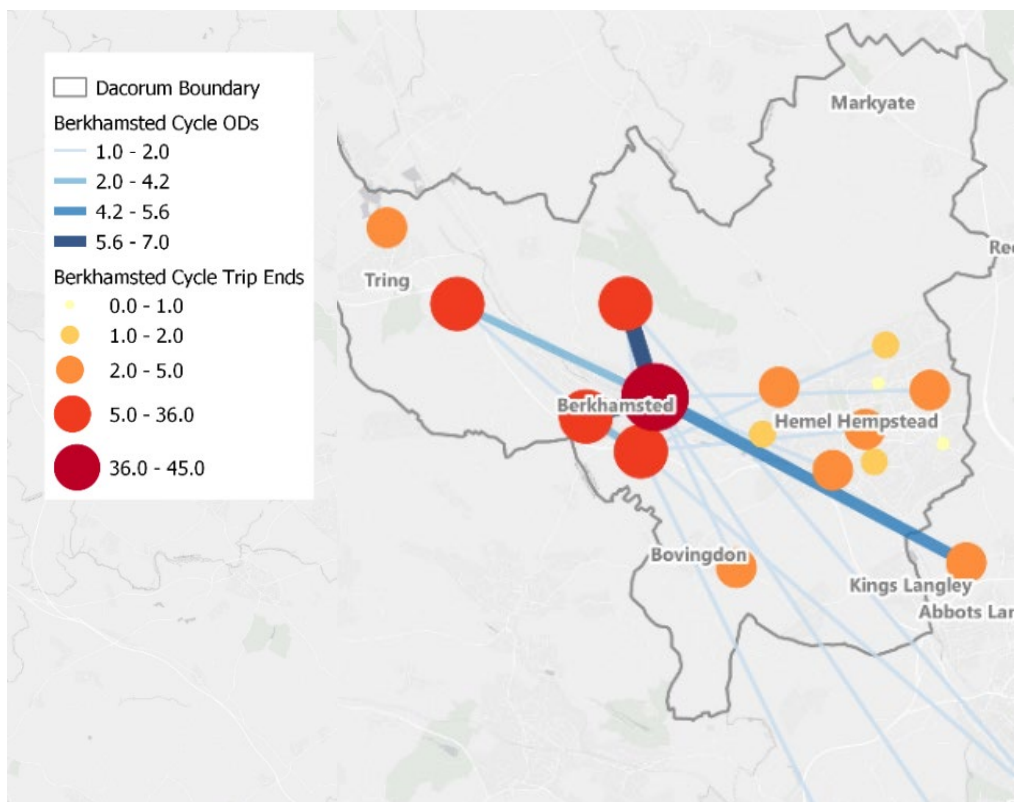 Dacorum Boundary
Berkhamsted Cycle ODs
1.0 - 2.0
2.0 - 4.2
4.2 - 5.6
5.6 - 7.0
Berkhamsted Cycle Trip Ends
0.0 - 1.0
1.0 - 2.0
2.0 - 5.0
5.0 - 36.0
36.0 - 45.0
Markyate
Tring
Berkhamsted
Hemel Hempstead
Bovingdon
Kings Langley